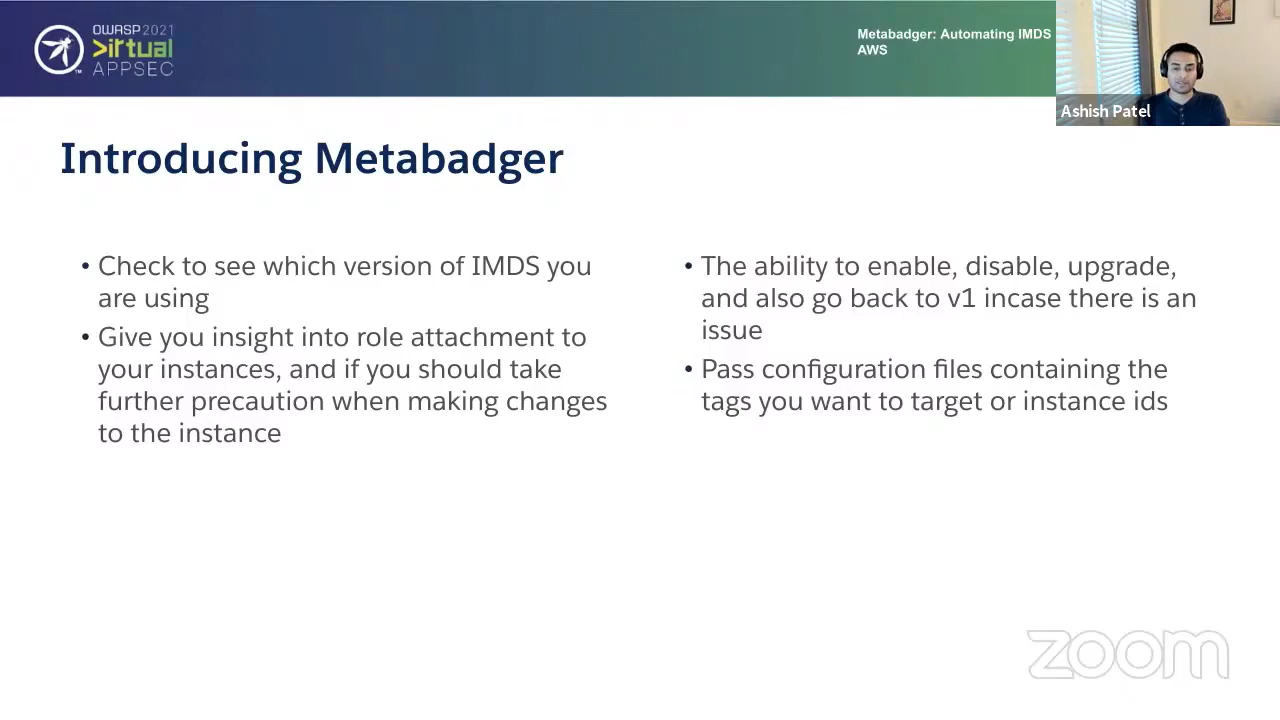 OWASP 2021
>irtual
APPSEC
Metabadger: Automating IMDS
AWS
Ashish Patel
Introducing Metabadger
• Check to see which version of IMDS you
are using
• Give you insight into role attachment to
your instances, and if you should take
further precaution when making changes
to the instance
• The ability to enable, disable, upgrade,
and also go back to v1 incase there is an
issue
• Pass configuration files containing the
tags you want to target or instance ids
zoom